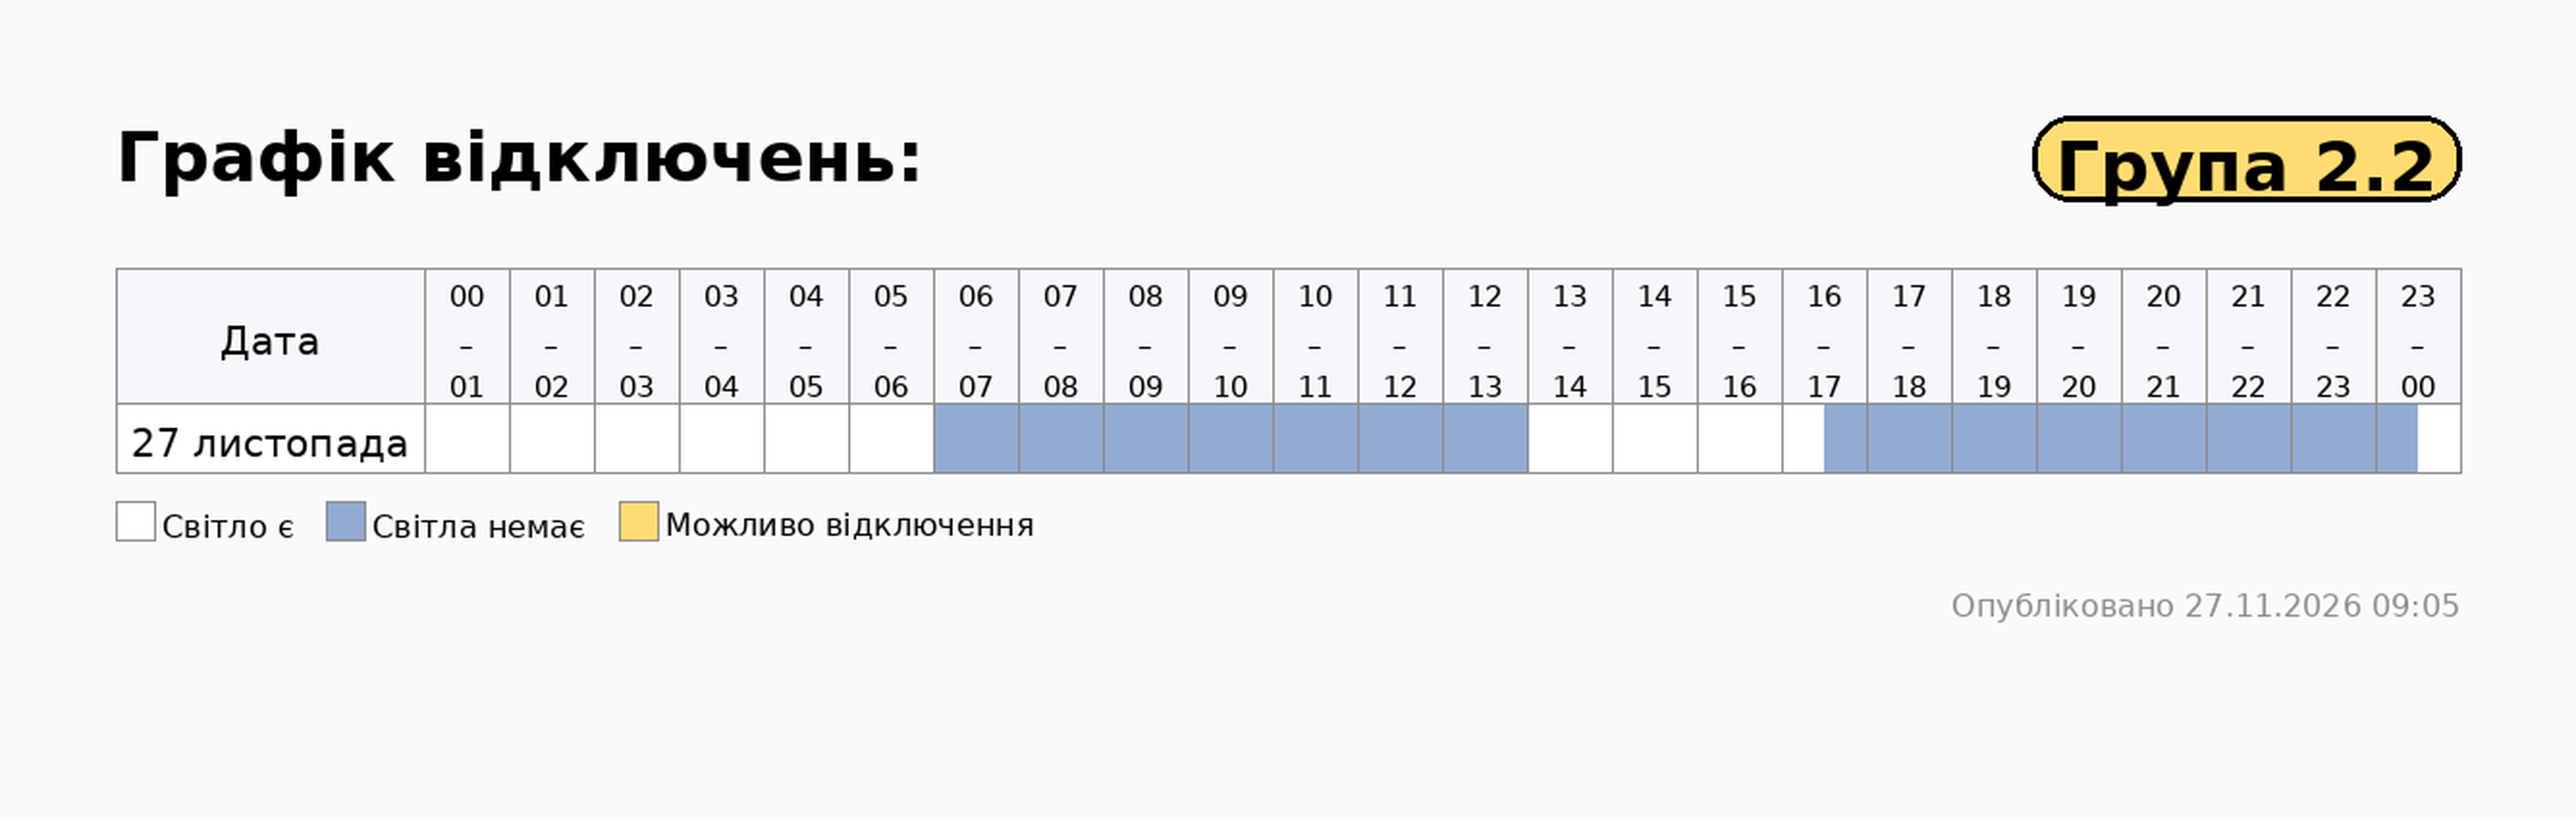 Графік відключень:
Група 2.2
Дата
00 – 01
01 – 02
02 – 03
03 – 04
04 – 05
05 – 06
06 – 07
07 – 08
08 – 09
09 – 10
10 – 11
11 – 12
12 – 13
13 – 14
14 – 15
15 – 16
16 – 17
17 – 18
18 – 19
19 – 20
20 – 21
21 – 22
22 – 23
23 – 00
27 листопада
Світло є
Світла немає
Можливо відключення
Опубліковано 27.11.2026 09:05